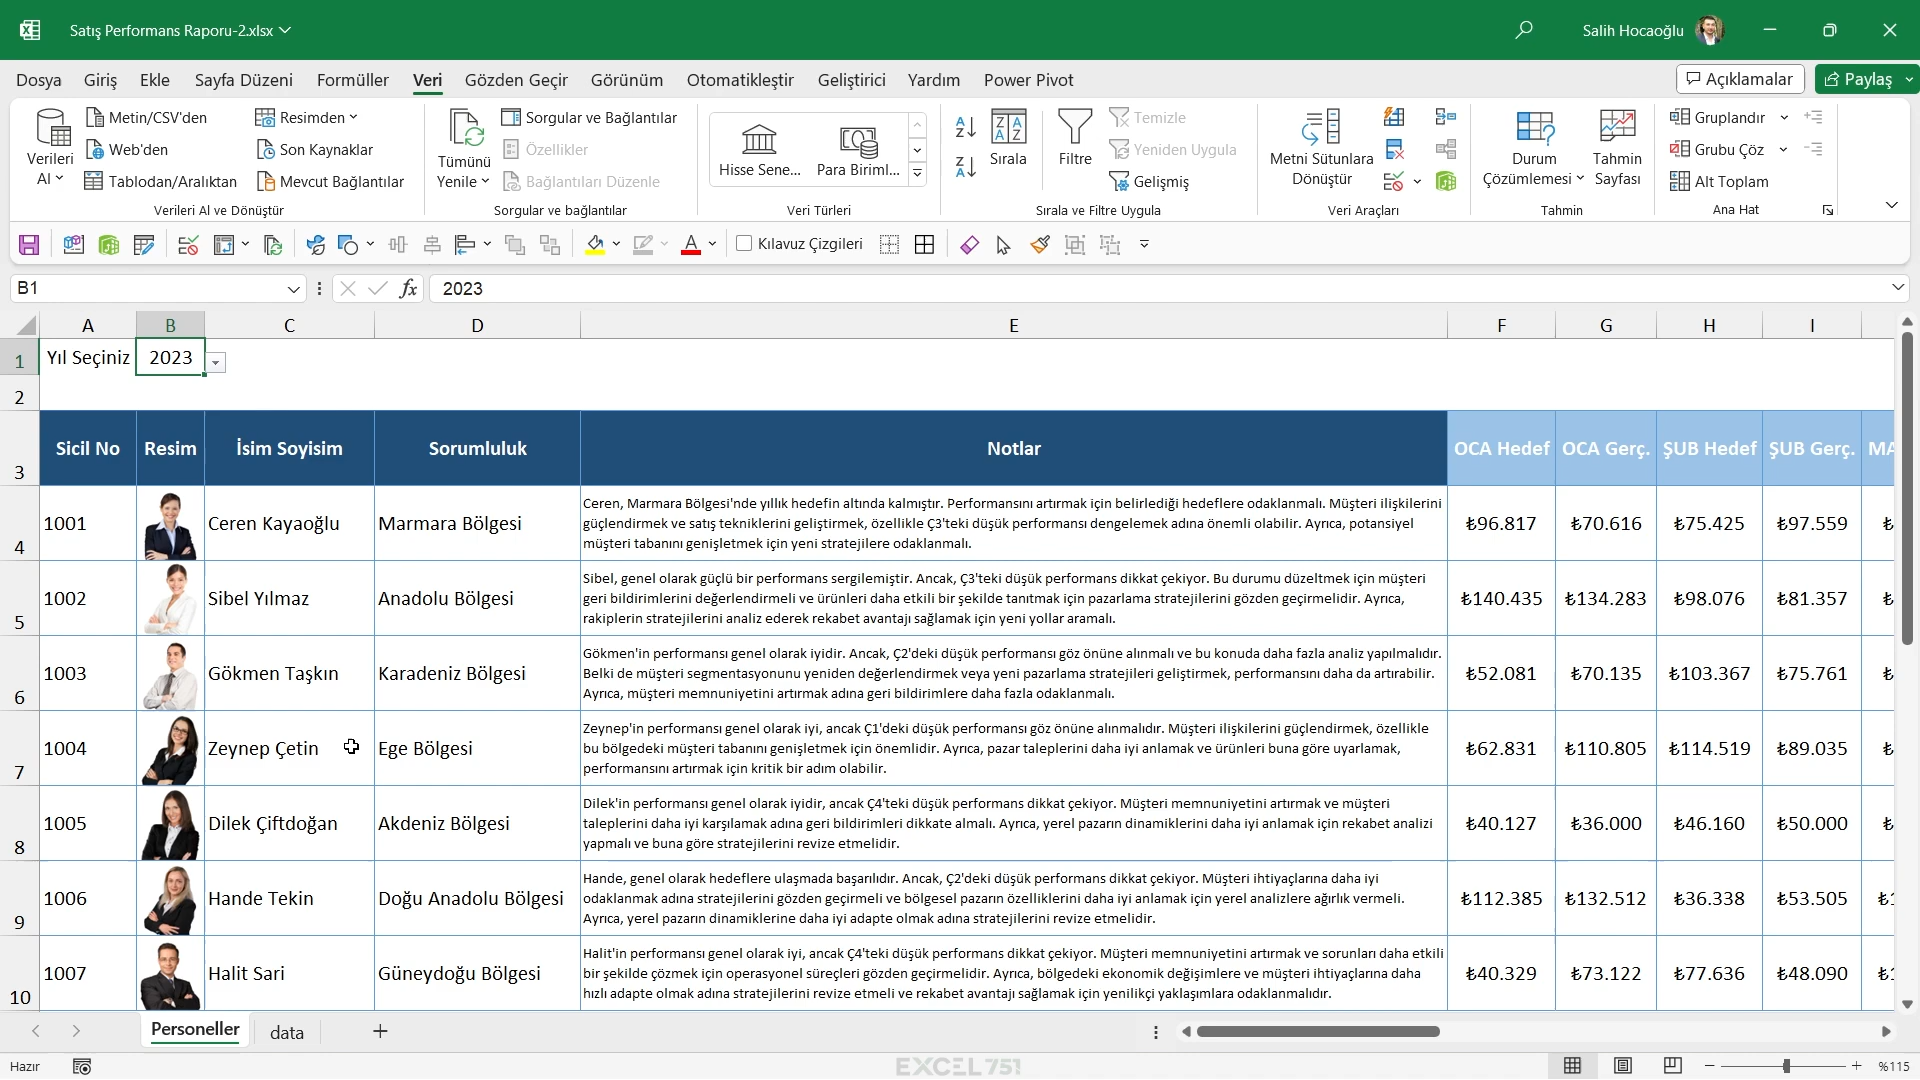 Satış Performans Raporu-2.xlsx
Salih Hocaoğlu
Dosya Giriş Ekle Sayfa Düzeni Formüller Veri Gözden Geçir Görünüm Otomatikleştir Geliştirici Yardım Power Pivot
Açıklamalar Paylaş
Verileri Al
Metin/CSV'den
Web'den
Tablodan/Aralıktan
Resimden
Son Kaynaklar
Mevcut Bağlantılar
Verileri Al ve Dönüştür
Tümünü Yenile
Sorgular ve Bağlantılar
Özellikler
Bağlantıları Düzenle
Sorgular ve bağlantılar
Hisse Sene... Para Biriml...
Veri Türleri
Sırala
Filtre
Temizle
Yeniden Uygula
Gelişmiş
Sırala ve Filtre Uygula
Metni Sütunlara
Dönüştür
Veri Araçları
Durum
Çözümlemesi
Tahmin
Sayfası
Tahmin
Gruplandır
Grubu Çöz
Alt Toplam
Ana Hat
Kılavuz Çizgileri
B1 fx 2023
A B C D E F G H I
1 Yıl Seçiniz 2023
2
3 Sicil No Resim İsim Soyisim Sorumluluk Notlar OCA Hedef OCA Gerç. ŞUB Hedef ŞUB Gerç. MA
4 1001 Ceren Kayaoğlu Marmara Bölgesi
Ceren, Marmara Bölgesi'nde yıllık hedefin altında kalmıştır. Performansını artırmak için belirlediği hedeflere odaklanmalı. Müşteri ilişkilerini
güçlendirmek ve satış tekniklerini geliştirmek, özellikle Ç3'teki düşük performansı dengelemek adına önemli olabilir. Ayrıca, potansiyel
müşteri tabanını genişletmek için yeni stratejilere odaklanmalı.
₺96.817 ₺70.616 ₺75.425 ₺97.559 ₺
5 1002 Sibel Yılmaz Anadolu Bölgesi
Sibel, genel olarak güçlü bir performans sergilemiştir. Ancak, Ç3'teki düşük performans dikkat çekiyor. Bu durumu düzeltmek için müşteri
geri bildirimlerini değerlendirmeli ve ürünleri daha etkili bir şekilde tanıtmak için pazarlama stratejilerini gözden geçirmelidir. Ayrıca,
rakiplerin stratejilerini analiz ederek rekabet avantajı sağlamak için yeni yollar aramalı.
₺140.435 ₺134.283 ₺98.076 ₺81.357 ₺
6 1003 Gökmen Taşkın Karadeniz Bölgesi
Gökmen'in performansı genel olarak iyidir. Ancak, Ç2'deki düşük performansı göz önüne alınmalı ve bu konuda daha fazla analiz yapılmalıdır.
Belki de müşteri segmentasyonunu yeniden değerlendirmek veya yeni pazarlama stratejileri geliştirmek, performansını daha da artırabilir.
Ayrıca, müşteri memnuniyetini artırmak adına geri bildirimlere daha fazla odaklanmalı.
₺52.081 ₺70.135 ₺103.367 ₺75.761 ₺
7 1004 Zeynep Çetin Ege Bölgesi
Zeynep'in performansı genel olarak iyi, ancak Ç1'deki düşük performansı göz önüne alınmalıdır. Müşteri ilişkilerini güçlendirmek, özellikle
bu bölgedeki müşteri tabanını genişletmek için önemlidir. Ayrıca, pazar taleplerini daha iyi anlamak ve ürünleri buna göre uyarlamak,
performansını artırmak için kritik bir adım olabilir.
₺62.831 ₺110.805 ₺114.519 ₺89.035 ₺
8 1005 Dilek Çiftdoğan Akdeniz Bölgesi
Dilek'in performansı genel olarak iyidir, ancak Ç4'teki düşük performans dikkat çekiyor. Müşteri memnuniyetini artırmak ve müşteri
taleplerini daha iyi karşılamak adına geri bildirimleri dikkate almalı. Ayrıca, yerel pazarın dinamiklerini daha iyi anlamak için rekabet analizi
yapmalı ve buna göre stratejilerini revize etmelidir.
₺40.127 ₺36.000 ₺46.160 ₺50.000 ₺
9 1006 Hande Tekin Doğu Anadolu Bölgesi
Hande, genel olarak hedeflere ulaşmada başarılıdır. Ancak, Ç2'deki düşük performans dikkat çekiyor. Müşteri ihtiyaçlarına daha iyi
odaklanmak adına stratejilerini gözden geçirmeli ve bölgesel pazarın özelliklerini daha iyi anlamak için yerel analizlere ağırlık vermeli.
Ayrıca, yerel pazarın dinamiklerine daha iyi adapte olmak adına stratejilerini revize etmelidir.
₺112.385 ₺132.512 ₺36.338 ₺53.505 ₺1
10 1007 Halit Sari Güneydoğu Bölgesi
Halit'in performansı genel olarak iyi, ancak Ç4'teki düşük performans dikkat çekiyor. Müşteri memnuniyetini artırmak ve sorunları daha etkili
bir şekilde çözmek için operasyonel süreçleri gözden geçirmelidir. Ayrıca, bölgedeki ekonomik değişimlere ve müşteri ihtiyaçlarına daha
hızlı adapte olmak adına stratejilerini revize etmeli ve rekabet avantajı sağlamak için yenilikçi yaklaşımlara odaklanmalıdır.
₺40.329 ₺73.122 ₺77.636 ₺48.090 ₺1
Personeller data
Hazır
EXCEL751
%115